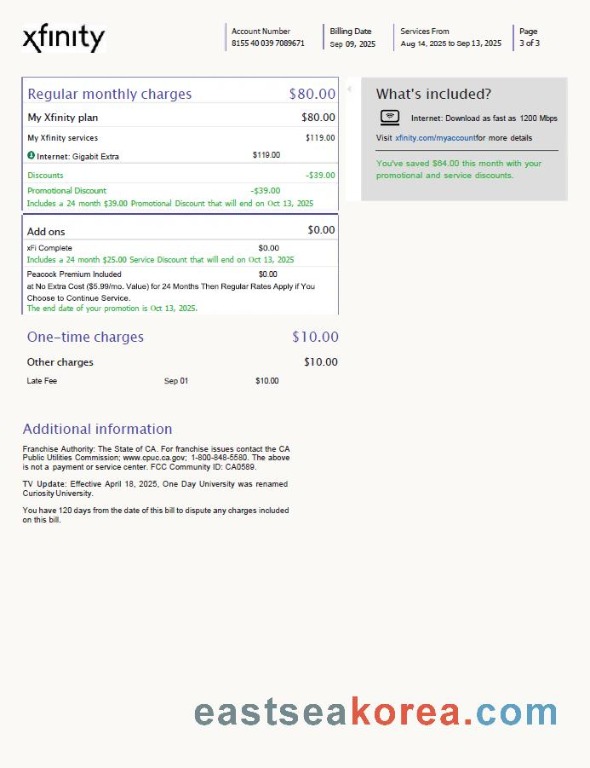 xfinity
Account Number
8155 40 039 7089671
Billing Date
Sep 09, 2025
Services From
Aug 14, 2025 to Sep 13, 2025
Page
3 of 3
Regular monthly charges $80.00
My Xfinity plan $80.00
My Xfinity services $119.00
Internet: Gigabit Extra $119.00
Discounts -$39.00
Promotional Discount -$39.00
Includes a 24 month $39.00 Promotional Discount that will end on Oct 13, 2025
Add ons $0.00
xFi Complete $0.00
Includes a 24 month $25.00 Service Discount that will end on Oct 13, 2025
Peacock Premium Included $0.00
at No Extra Cost ($5.99/mo. Value) for 24 Months Then Regular Rates Apply if You
Choose to Continue Service.
The end date of your promotion is Oct 13, 2025.
One-time charges $10.00
Other charges $10.00
Late Fee Sep 01 $10.00
Additional information
Franchise Authority: The State of CA. For franchise issues contact the CA
Public Utilities Commission; www.cpuc.ca.gov; 1-800-848-5580. The above
is not a payment or service center. FCC Community ID: CA0589.
TV Update: Effective April 18, 2025, One Day University was renamed
CuriosityUniversity.
You have 120 days from the date of this bill to dispute any charges included
on this bill.
What's included?
Internet: Download as fast as 1200 Mbps
Visit xfinity.com/myaccountfor more details
You've saved $64.00 this month with your
promotional and service discounts.
eastseakorea.com